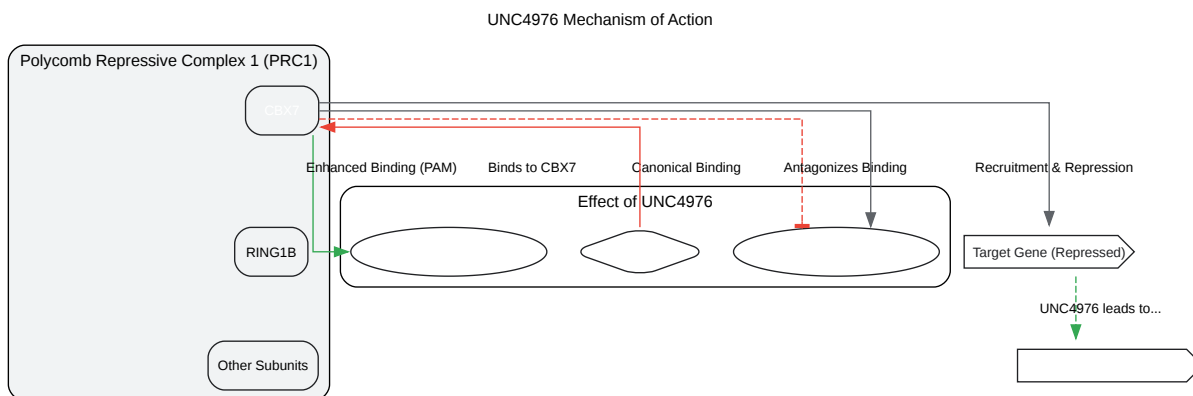 UNC4976 Mechanism of Action
Polycomb Repressive Complex 1 (PRC1)
CBX7
Enhanced Binding (PAM)
Binds to CBX7
Canonical Binding
Antagonizes Binding
Recruitment & Repression
Effect of UNC4976
RING1B
Target Gene (Repressed)
UNC4976 leads to...
Other Subunits